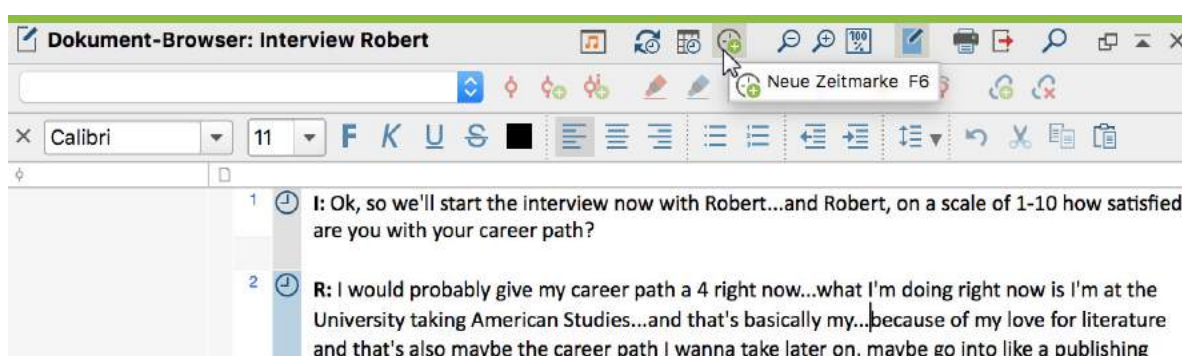 Dokument-Browser: Interview Robert
100 %
Neue Zeitmarke F6
Calibri 11 F K U S
1 I: Ok, so we'll start the interview now with Robert...and Robert, on a scale of 1-10 how satisfied
are you with your career path?
2 R: I would probably give my career path a 4 right now...what I'm doing right now is I'm at the
University taking American Studies...and that's basically my...because of my love for literature
and that's also maybe the career path I wanna take later on, maybe go into like a publishing